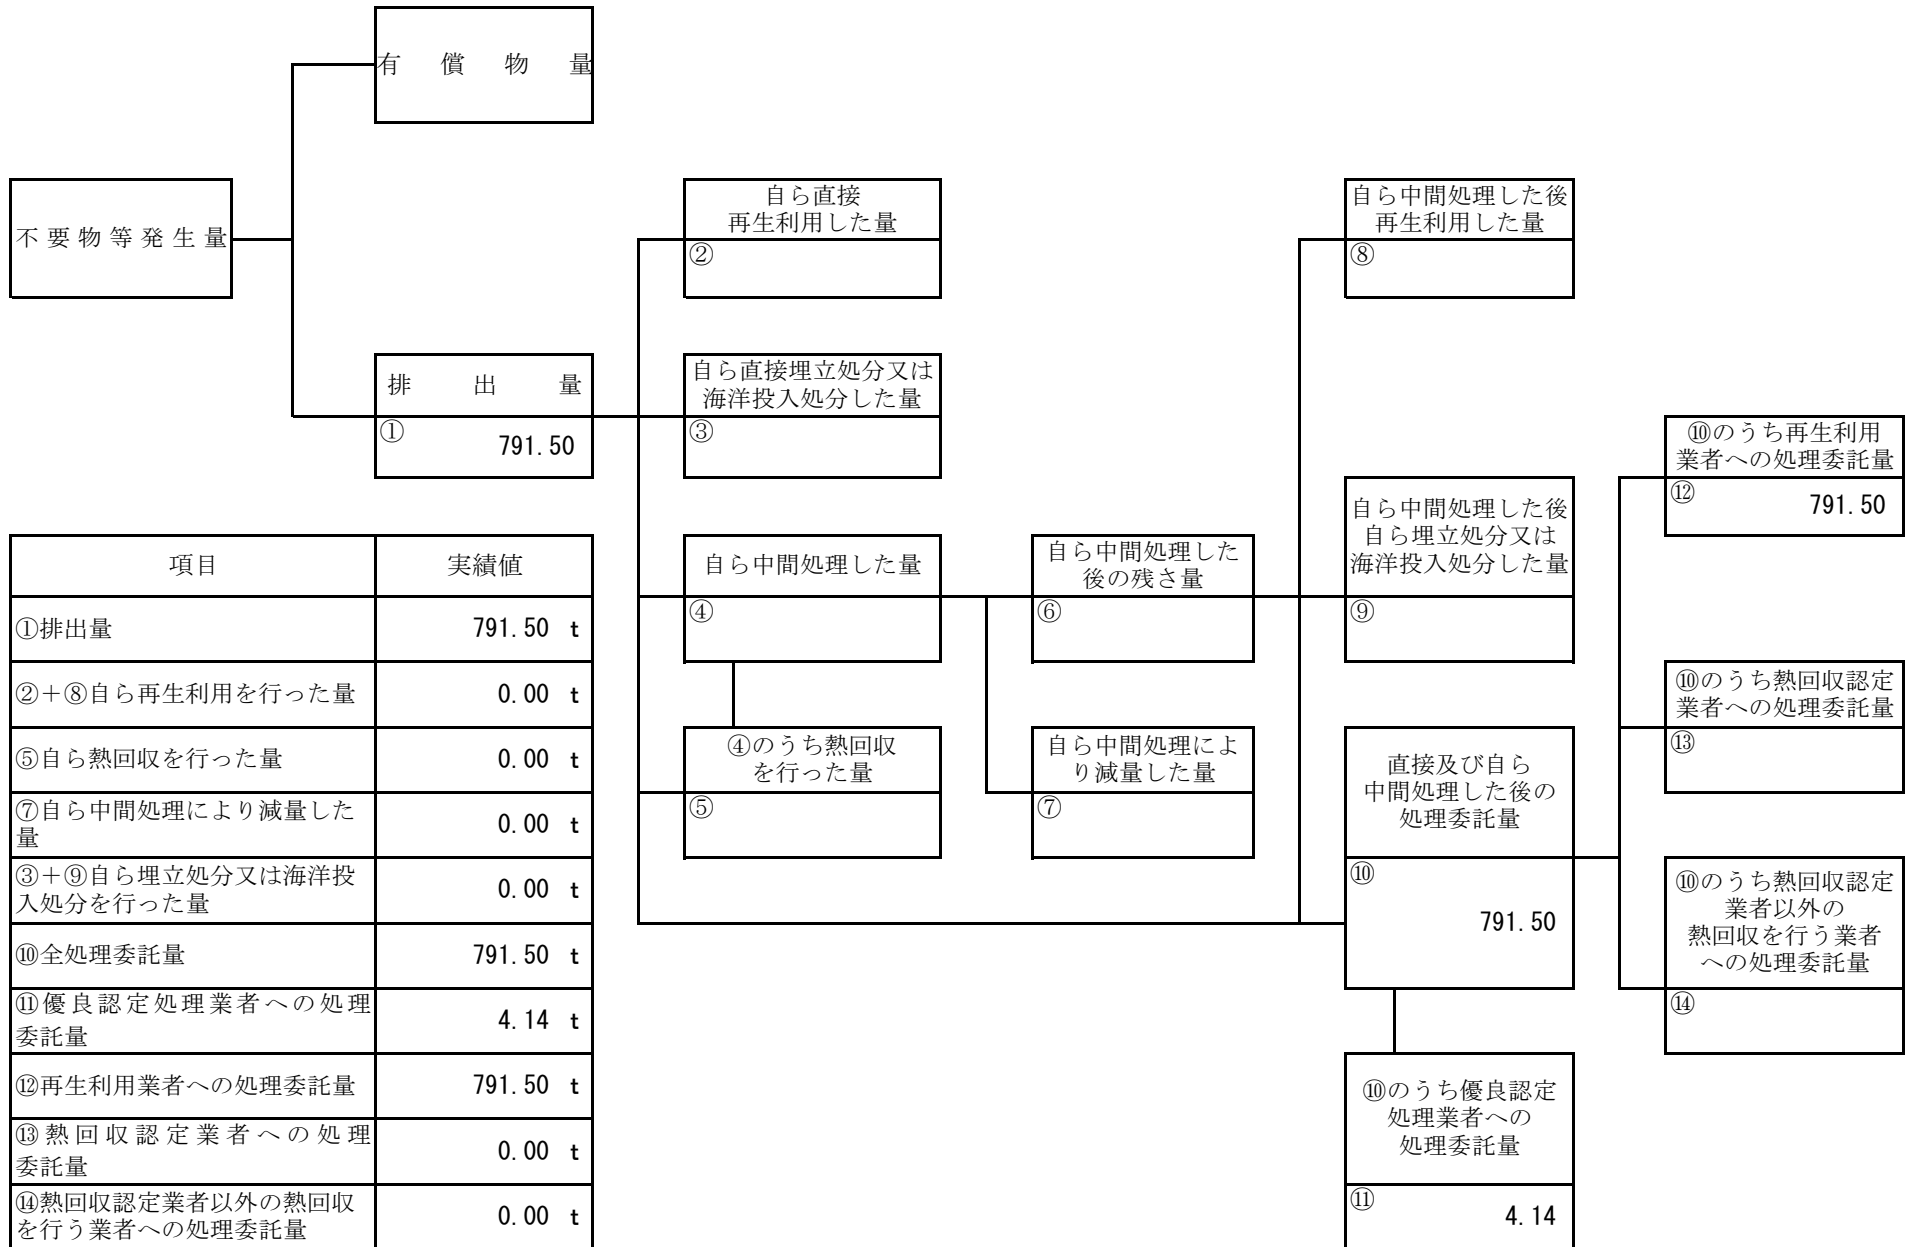 有償物量
不要物等発生量
自ら直接
再生利用した量
②
自ら中間処理した後
再生利用した量
⑧
排出量
①
791.50
自ら直接埋立処分又は
海洋投入処分した量
③
⑩のうち再生利用
業者への処理委託量
⑫
791.50
自ら中間処理した量
④
自ら中間処理した
後の残さ量
⑥
自ら中間処理した後
自ら埋立処分又は
海洋投入処分した量
⑨
⑩のうち熱回収認定
業者への処理委託量
⑬
④のうち熱回収
を行った量
⑤
自ら中間処理によ
り減量した量
⑦
直接及び自ら
中間処理した後の
処理委託量
⑩
791.50
⑩のうち熱回収認定
業者以外の
熱回収を行う業者
への処理委託量
⑭
⑩のうち優良認定
処理業者への
処理委託量
⑪
4.14
項目 実績値
①排出量 791.50 t
②+⑧自ら再生利用を行った量 0.00 t
⑤自ら熱回収を行った量 0.00 t
⑦自ら中間処理により減量した
量 0.00 t
③+⑨自ら埋立処分又は海洋投
入処分を行った量 0.00 t
⑩全処理委託量 791.50 t
⑪優良認定処理業者への処理
委託量 4.14 t
⑫再生利用業者への処理委託量 791.50 t
⑬熱回収認定業者への処理
委託量 0.00 t
⑭熱回収認定業者以外の熱回収
を行う業者への処理委託量 0.00 t